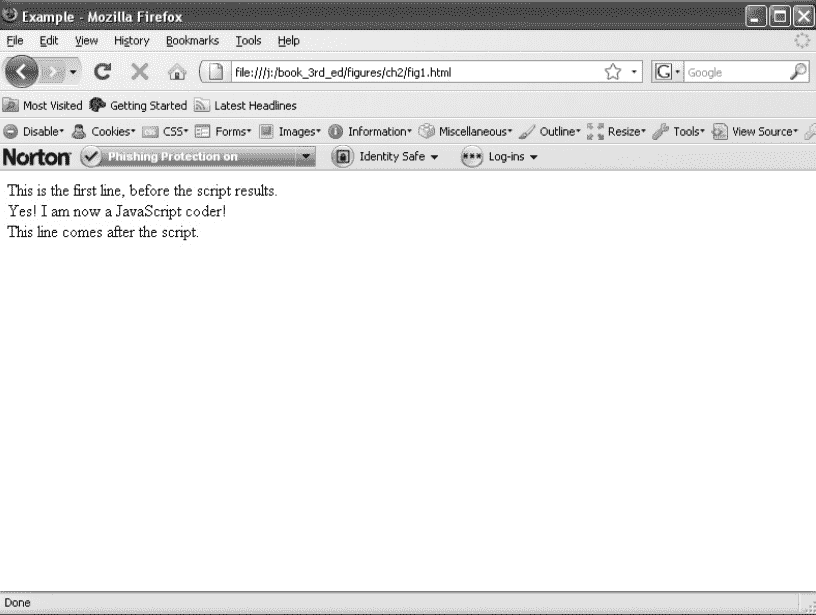 Example - Mozilla Firefox
File Edit View History Bookmarks Tools Help
file:///j:/book_3rd_ed/figures/ch2/fig1.html G Google
Most Visited Getting Started Latest Headlines
Disable Cookies CSS Forms Images Information Miscellaneous Outline Resize Tools View Source
Norton Phishing Protection on Identity Safe Log-ins
This is the first line, before the script results.
Yes! I am now a JavaScript coder!
This line comes after the script.
Done